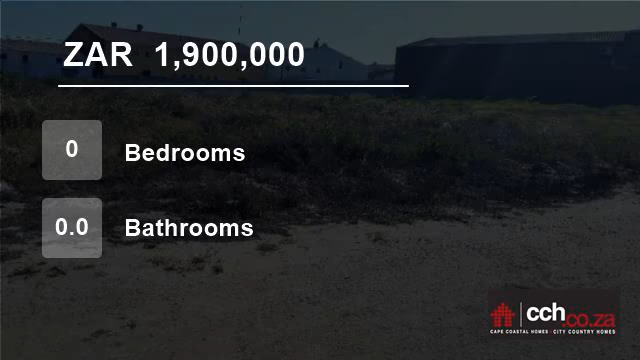 ZAR 1,900,000
0 Bedrooms
0.0 Bathrooms
cch.co.za
CAPE COASTAL HOMES - CITY COUNTRY HOMES